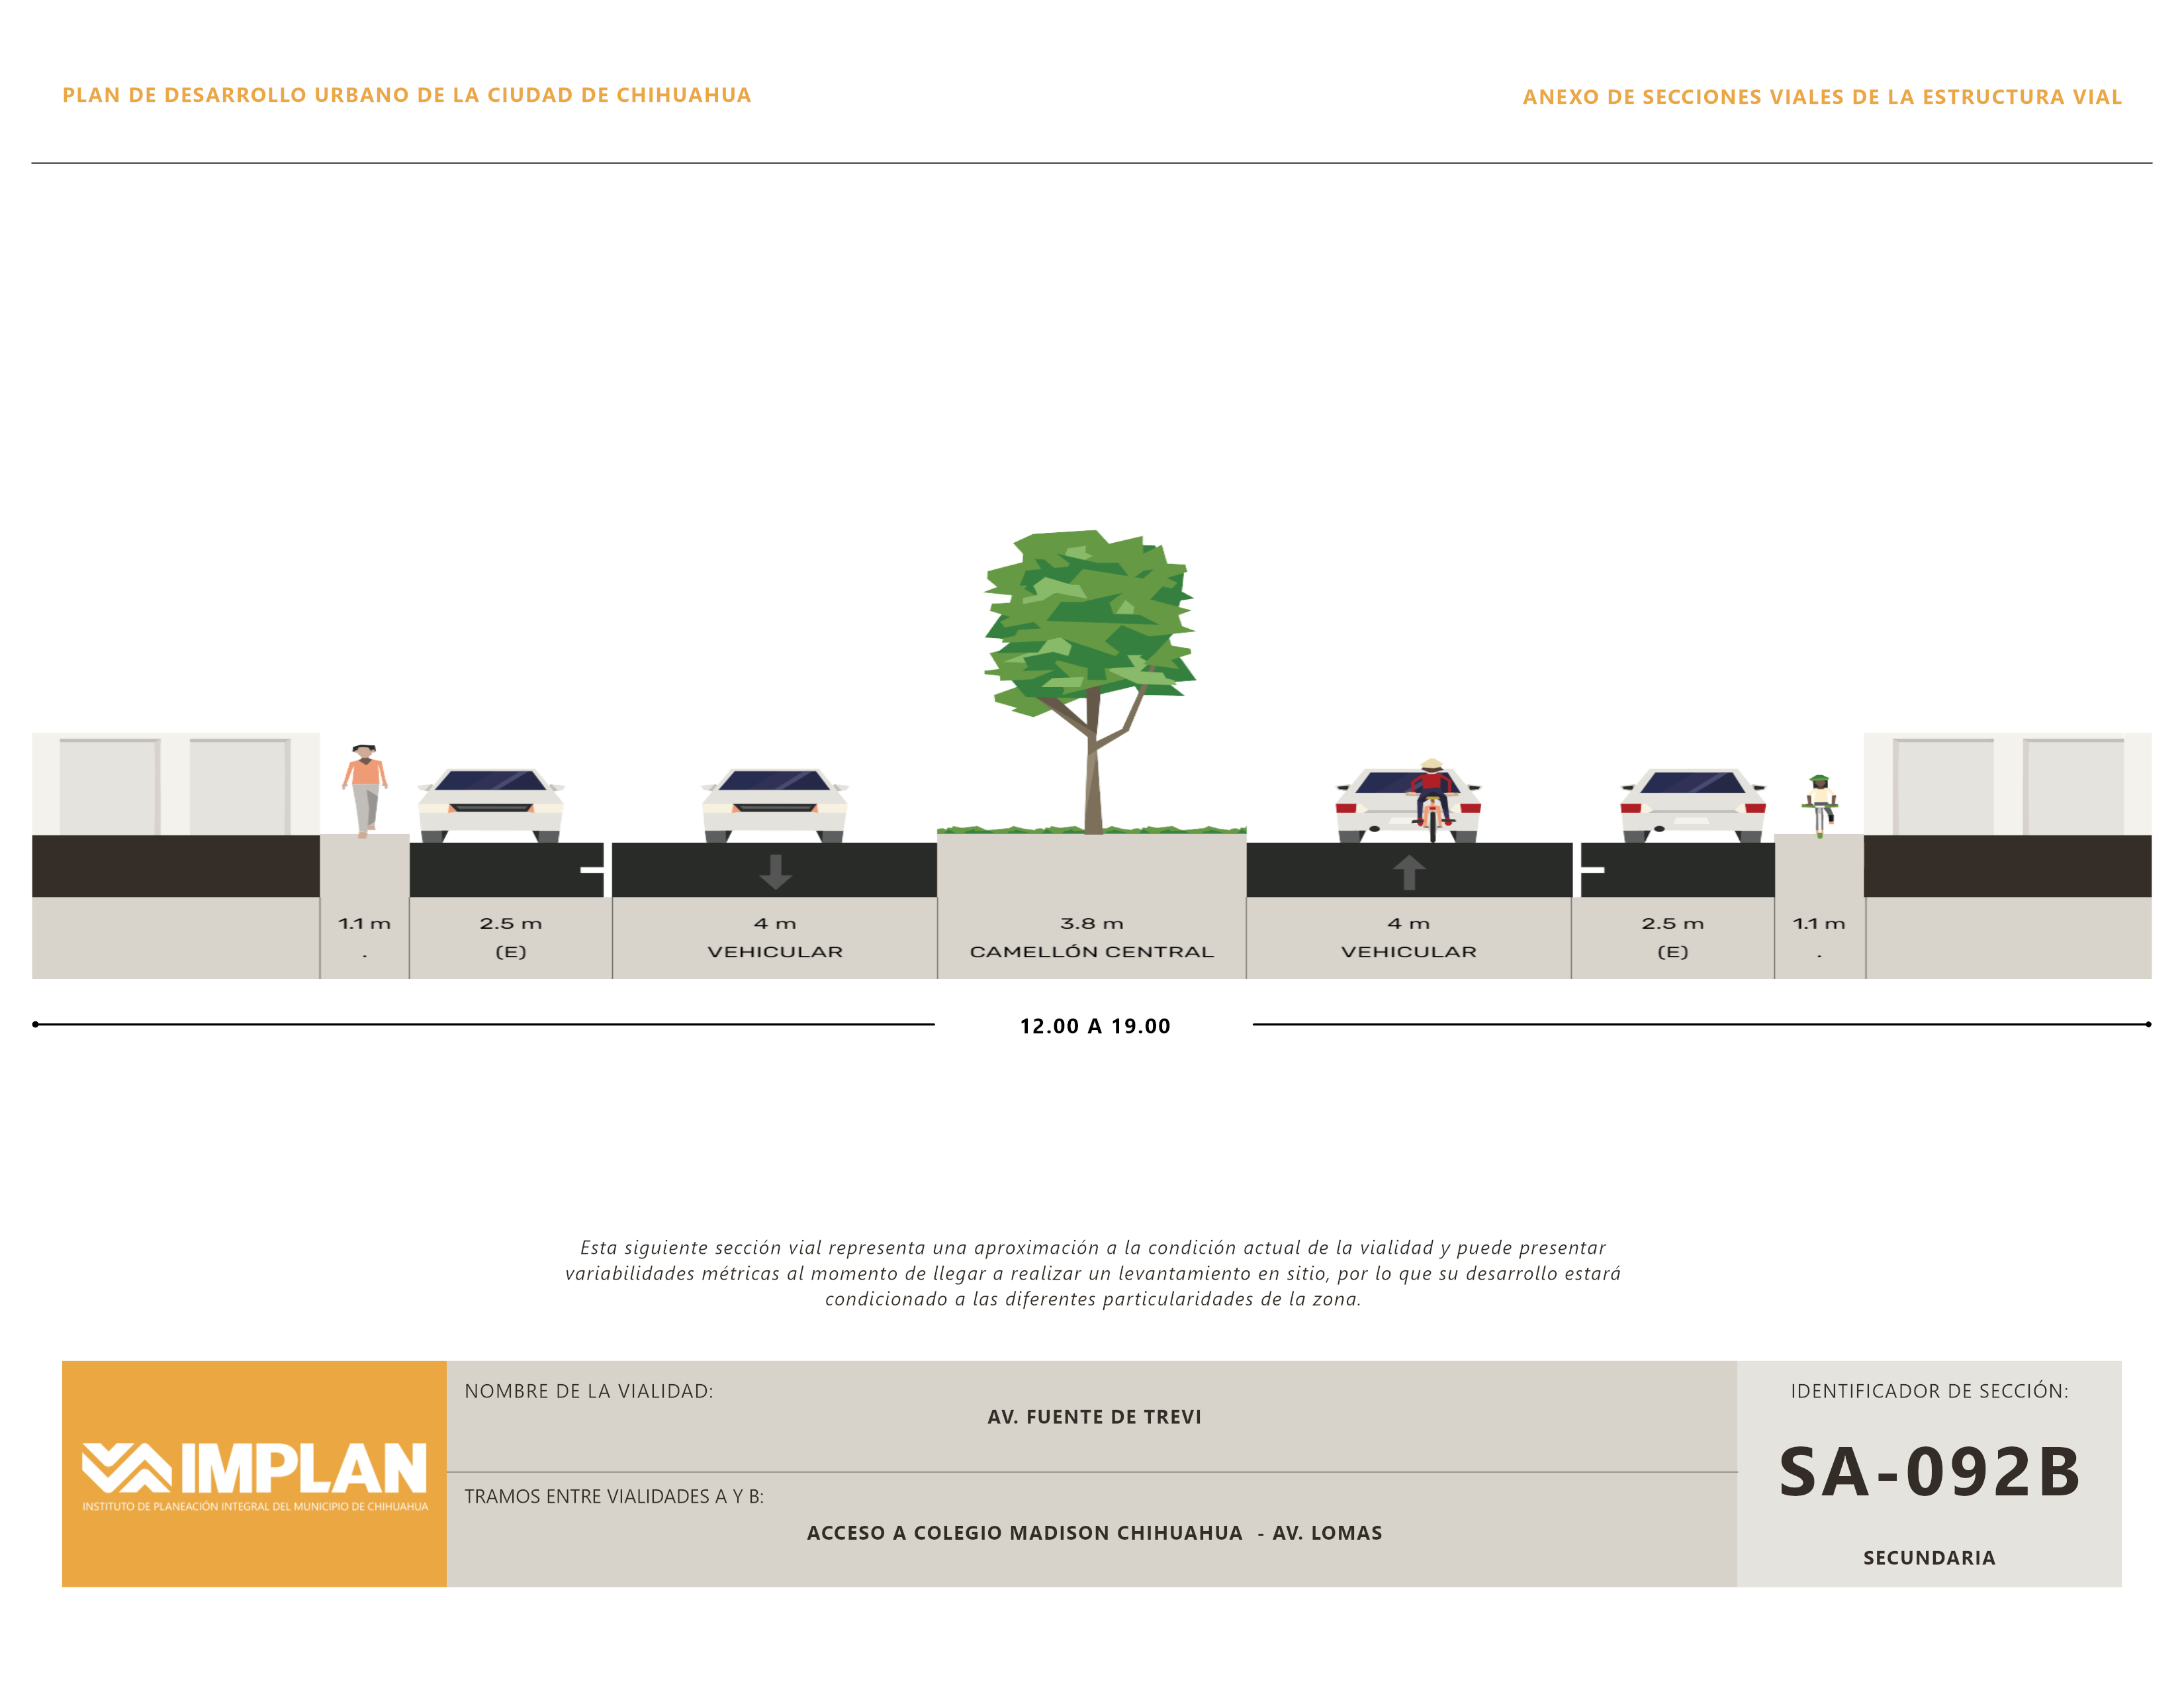 PLAN DE DESARROLLO URBANO DE LA CIUDAD DE CHIHUAHUA
ANEXO DE SECCIONES VIALES DE LA ESTRUCTURA VIAL
1.1 m
.
2.5 m
(E)
4 m
VEHICULAR
3.8 m
CAMELLÓN CENTRAL
4 m
VEHICULAR
2.5 m
(E)
1.1 m
.
12.00 A 19.00
Esta siguiente sección vial representa una aproximación a la condición actual de la vialidad y puede presentar
variabilidades métricas al momento de llegar a realizar un levantamiento en sitio, por lo que su desarrollo estará
condicionado a las diferentes particularidades de la zona.
IMPLAN
INSTITUTO DE PLANEACIÓN INTEGRAL DEL MUNICIPIO DE CHIHUAHUA
NOMBRE DE LA VIALIDAD:
AV. FUENTE DE TREVI
TRAMOS ENTRE VIALIDADES A Y B:
ACCESO A COLEGIO MADISON CHIHUAHUA - AV. LOMAS
IDENTIFICADOR DE SECCIÓN:
SA-092B
SECUNDARIA